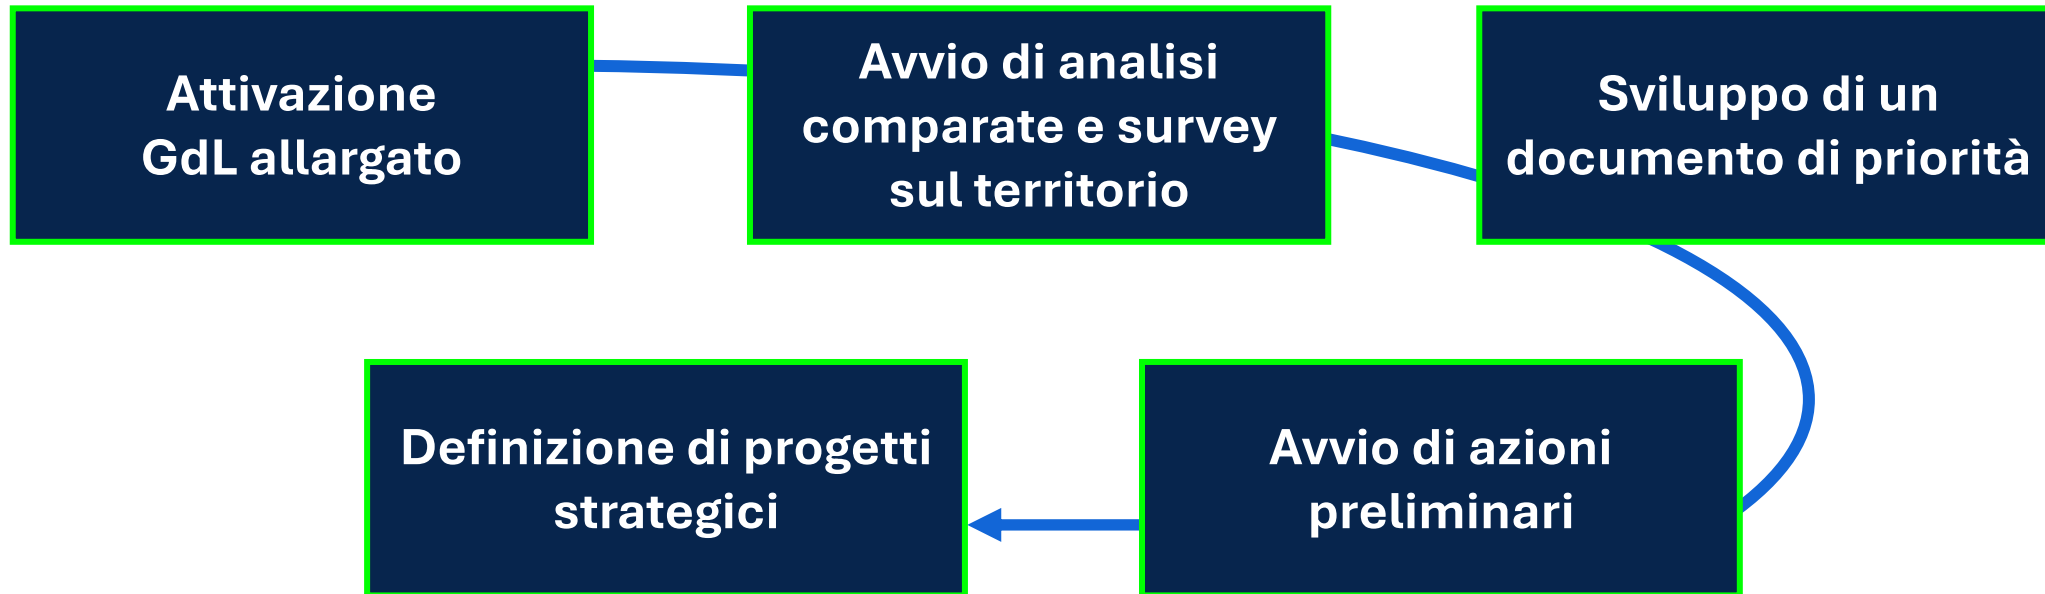 Attivazione
GdL allargato
Avvio di analisi
comparate e survey
sul territorio
Sviluppo di un
documento di priorità
Avvio di azioni
preliminari
Definizione di progetti
strategici